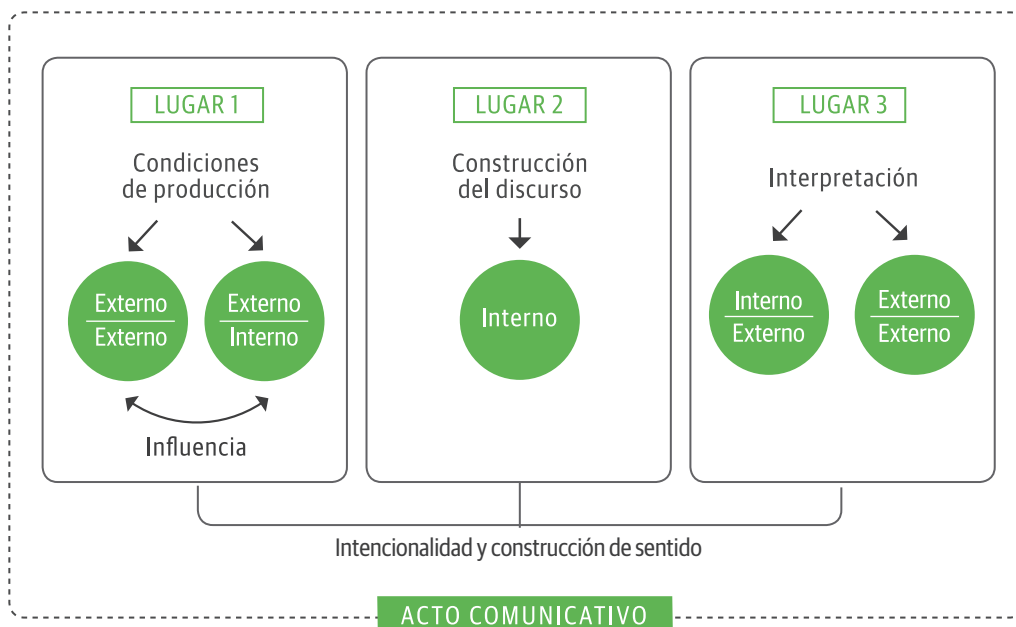 LUGAR 1
Condiciones
de producción
Externo
Externo
Externo
Interno
Influencia
LUGAR 2
Construcción
del discurso
Interno
LUGAR 3
Interpretación
Interno
Externo
Externo
Externo
Intencionalidad y construcción de sentido
ACTO COMUNICATIVO